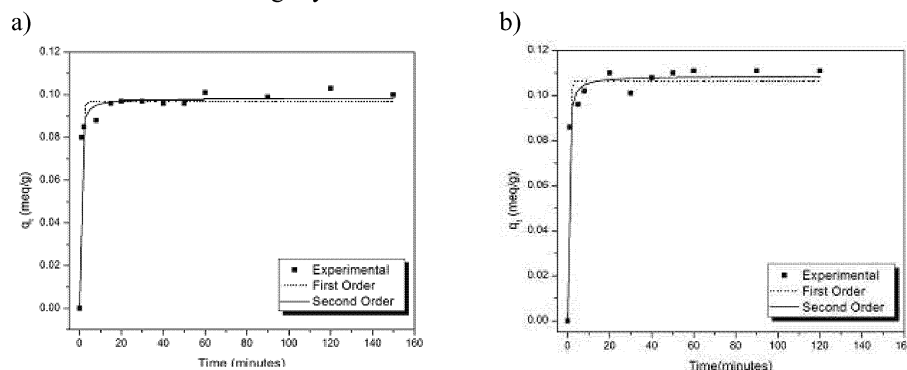 a)
0.12
0.10
0.08
0.06
0.04
0.02
0.00
qt (meq/g)
Experimental
First Order
Second Order
0 20 40 60 80 100 120 140 160
Time (minutes)
b)
0.12
0.10
0.08
0.06
0.04
0.02
0.00
qt (meq/g)
Experimental
First Order
Second Order
0 20 40 60 80 100 120 140
Time(minutes)